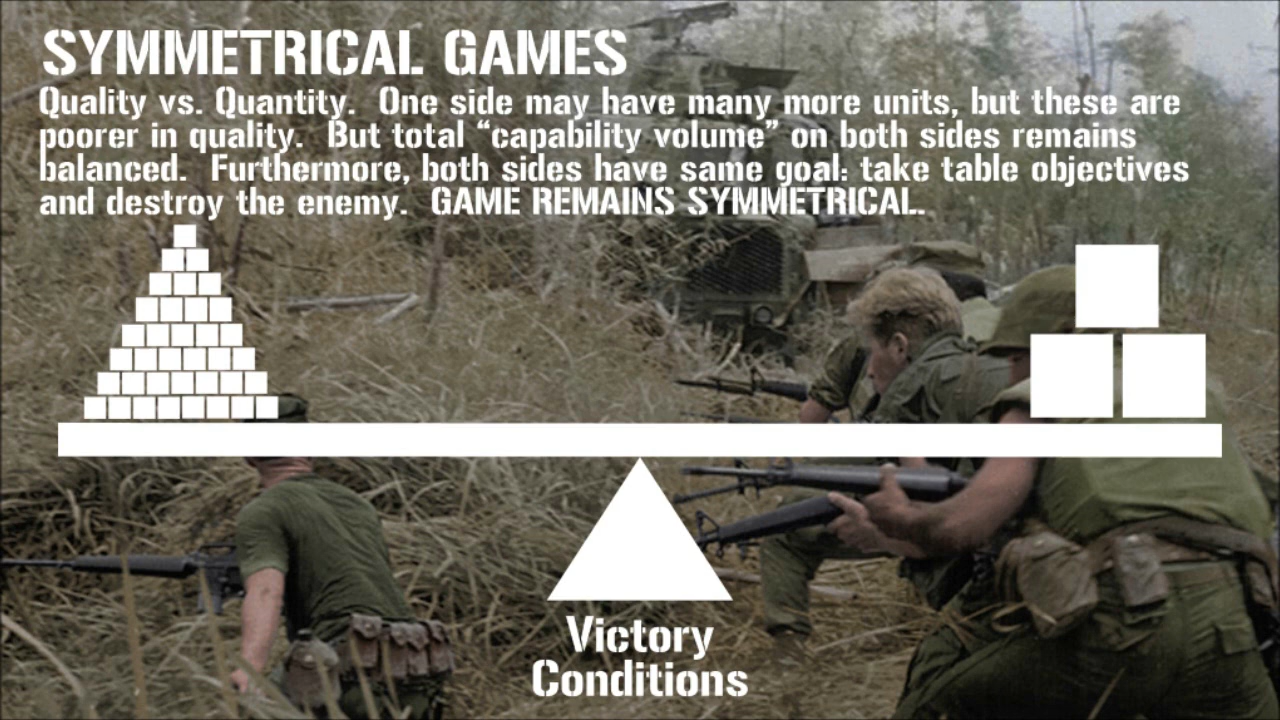 SYMMETRICAL GAMES
Quality vs. Quantity.  One side may have many more units, but these are
poorer in quality.  But total “capability volume” on both sides remains
balanced.  Furthermore, both sides have same goal: take table objectives
and destroy the enemy.  GAME REMAINS SYMMETRICAL.
Victory
Conditions